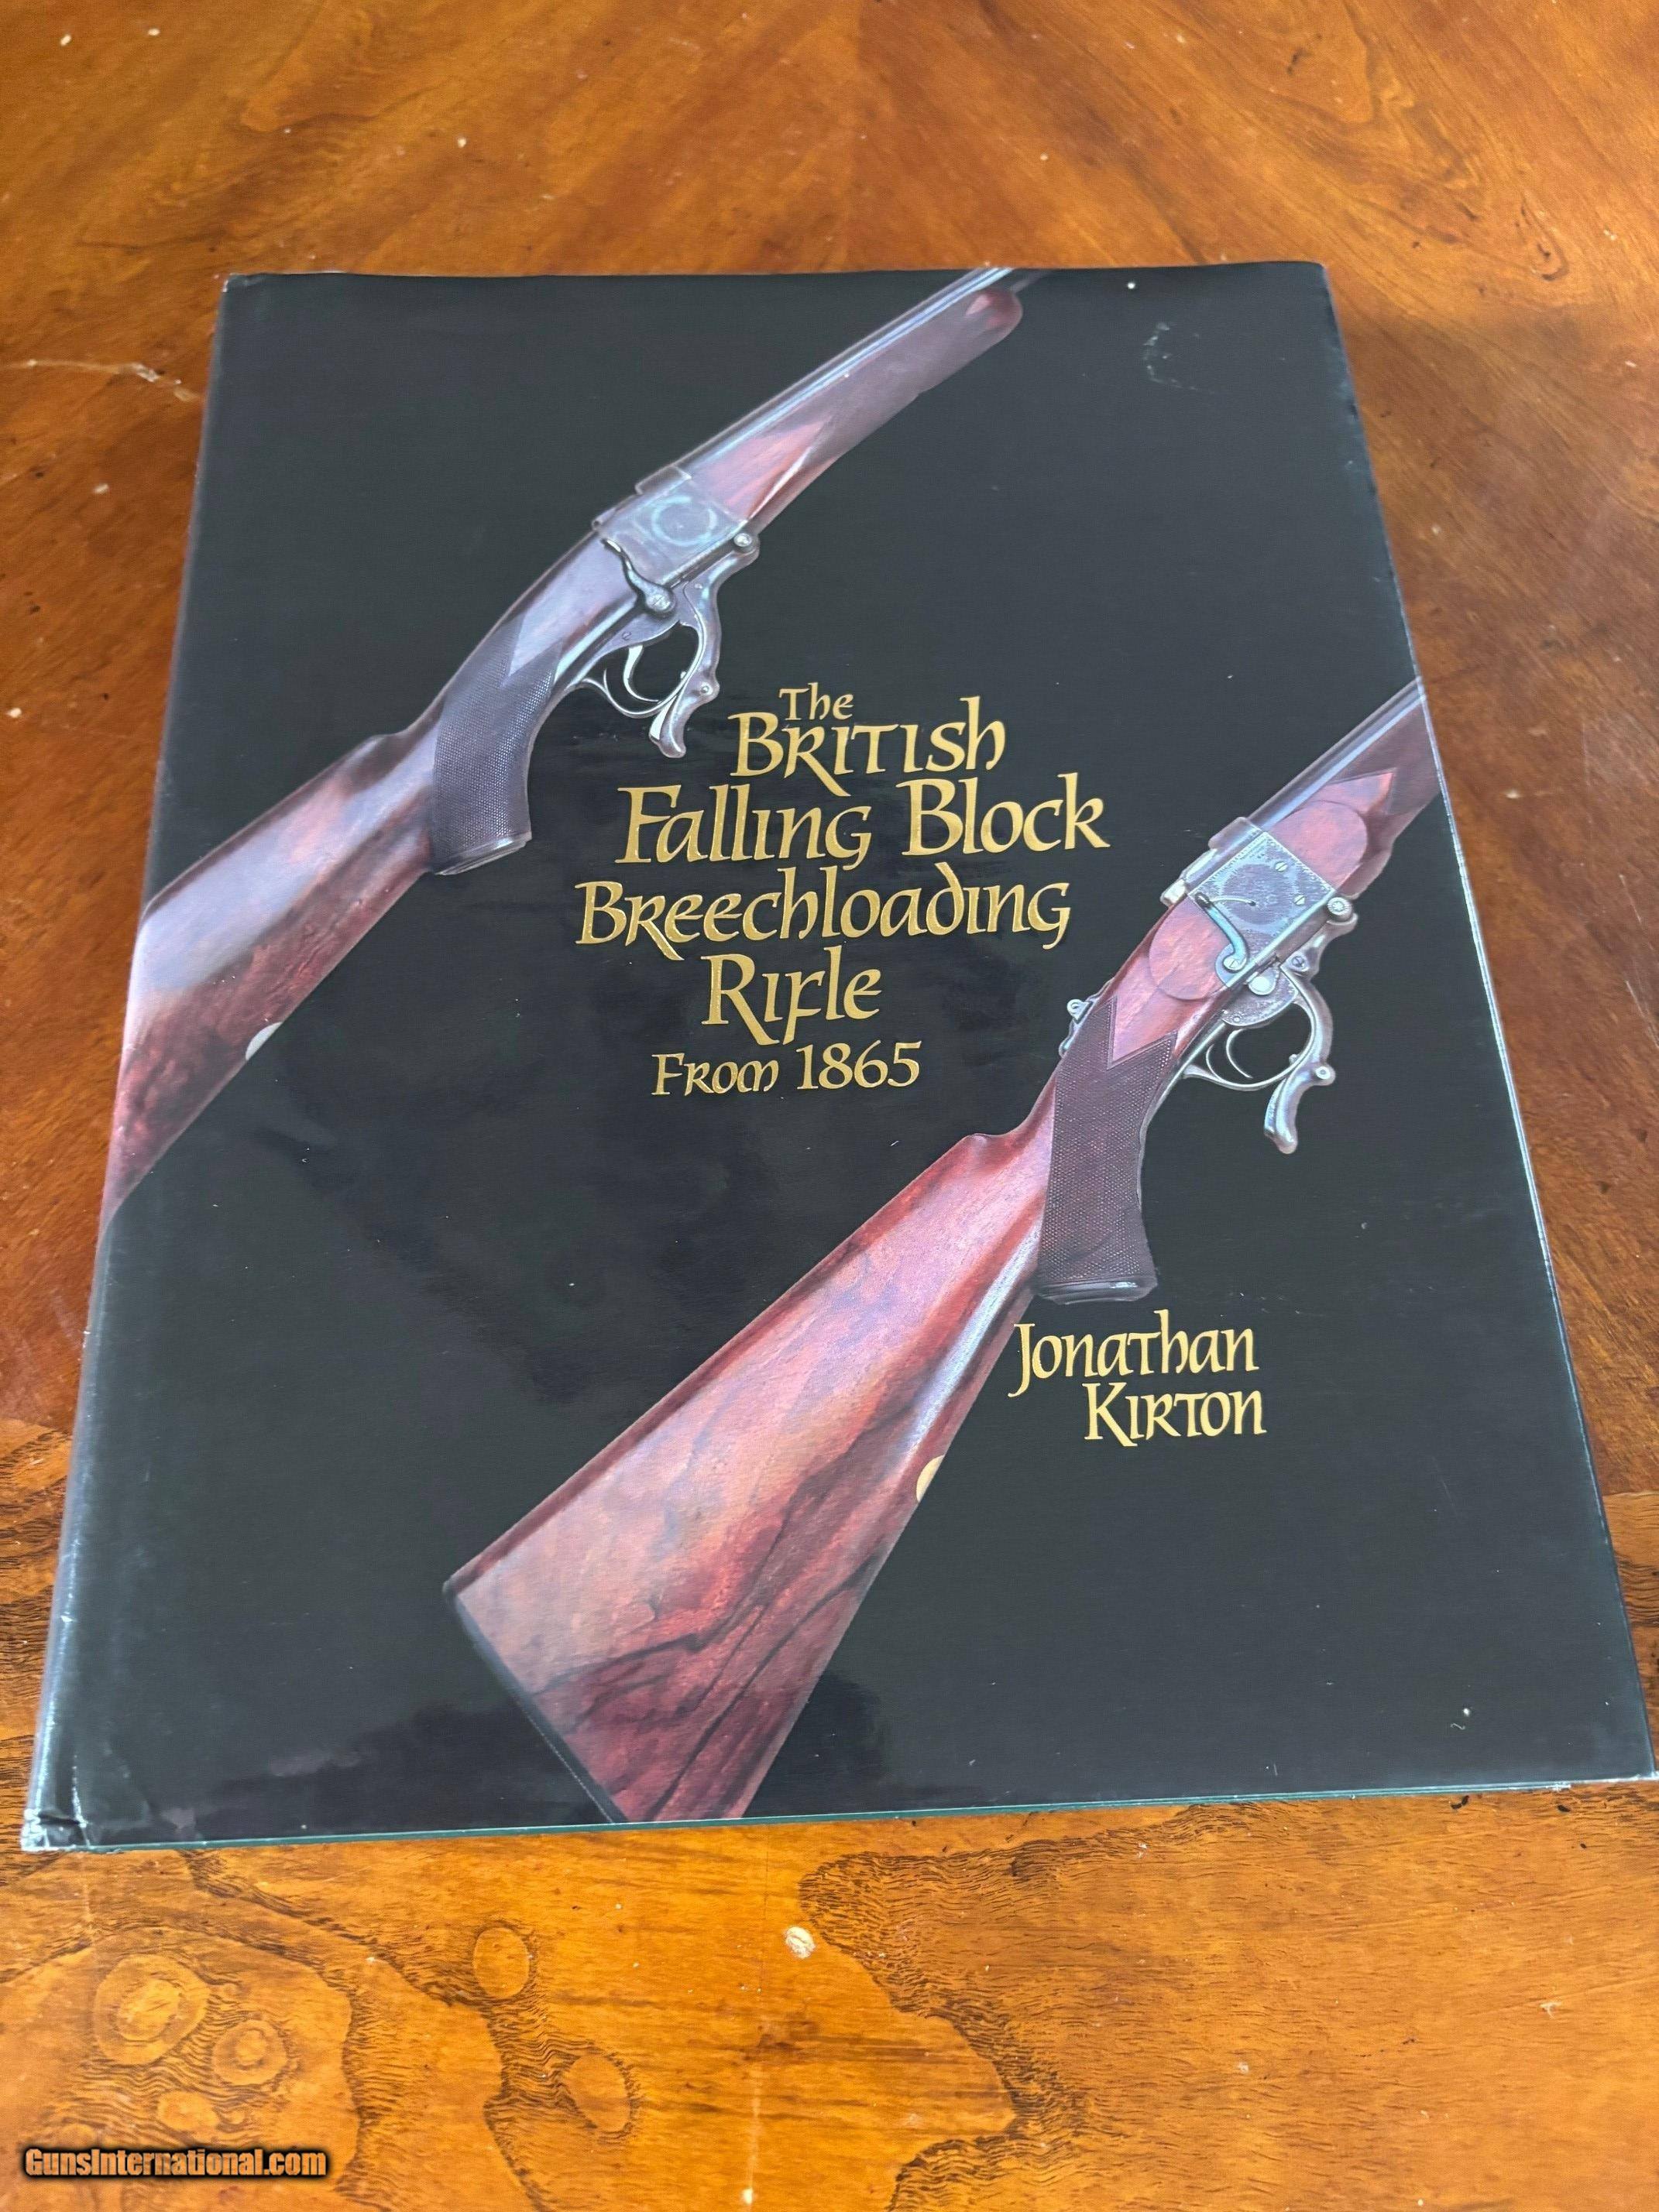 The
British
Falling Block
Breechloading
Rifle
From 1865
Jonathan
Kirton
GunsInternational.com